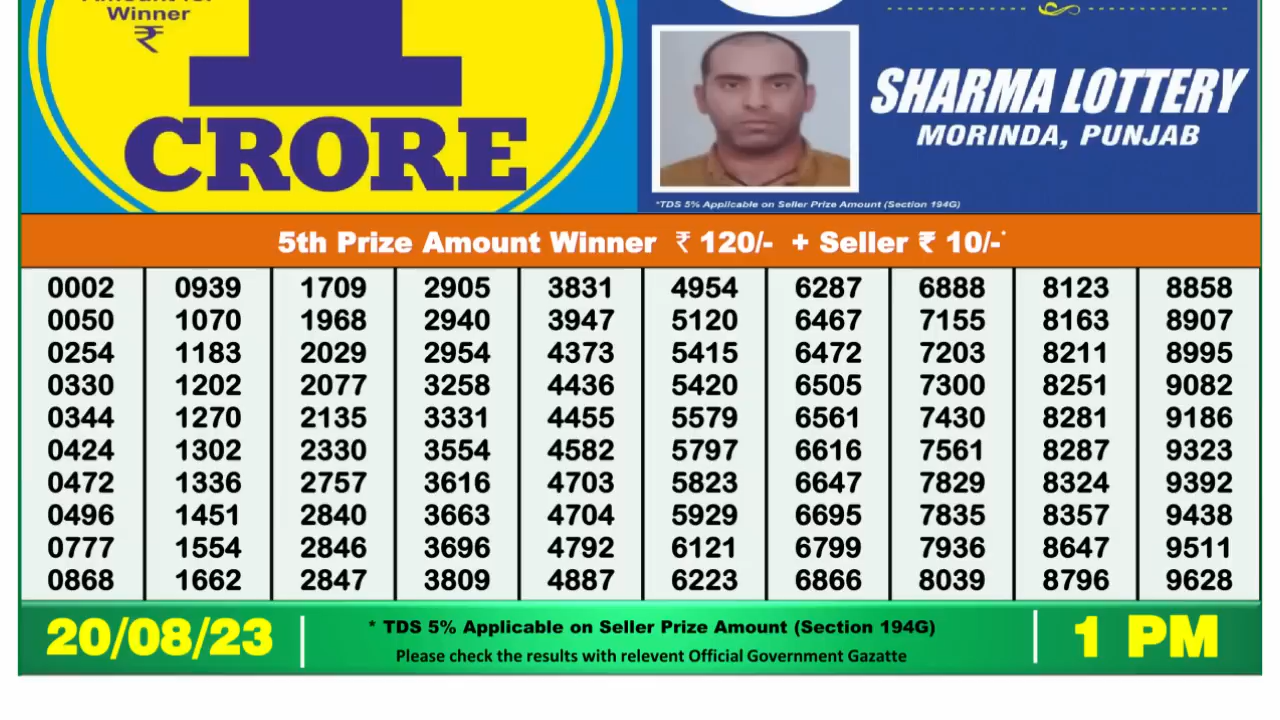 Amount for
Winner
₹
1
CRORE
SHARMA LOTTERY
MORINDA, PUNJAB
*TDS 5% Applicable on Seller Prize Amount (Section 194G)
5th Prize Amount Winner ₹ 120/- + Seller ₹ 10/-*
0002 0939 1709 2905 3831 4954 6287 6888 8123 8858
0050 1070 1968 2940 3947 5120 6467 7155 8163 8907
0254 1183 2029 2954 4373 5415 6472 7203 8211 8995
0330 1202 2077 3258 4436 5420 6505 7300 8251 9082
0344 1270 2135 3331 4455 5579 6561 7430 8281 9186
0424 1302 2330 3554 4582 5797 6616 7561 8287 9323
0472 1336 2757 3616 4703 5823 6647 7829 8324 9392
0496 1451 2840 3663 4704 5929 6695 7835 8357 9438
0777 1554 2846 3696 4792 6121 6799 7936 8647 9511
0868 1662 2847 3809 4887 6223 6866 8039 8796 9628
20/08/23
* TDS 5% Applicable on Seller Prize Amount (Section 194G)
Please check the results with relevent Official Government Gazatte
1 PM